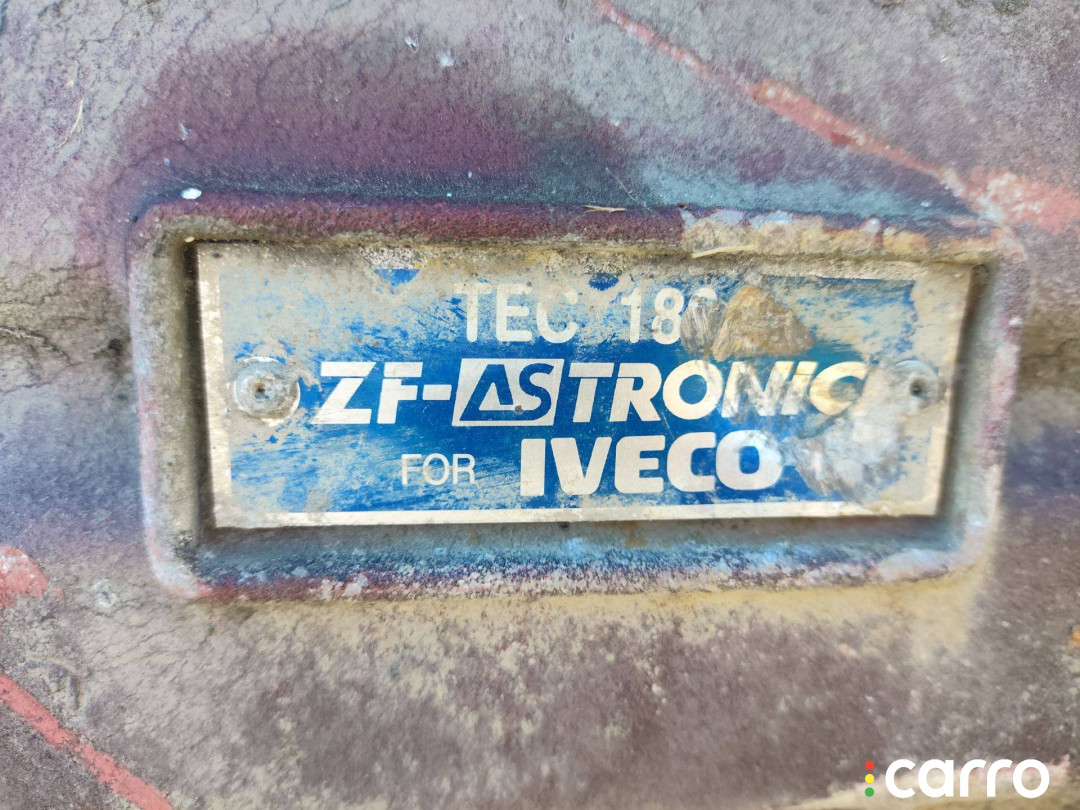 TEC
ZF-ASTRONIC
FOR IVECO
carro